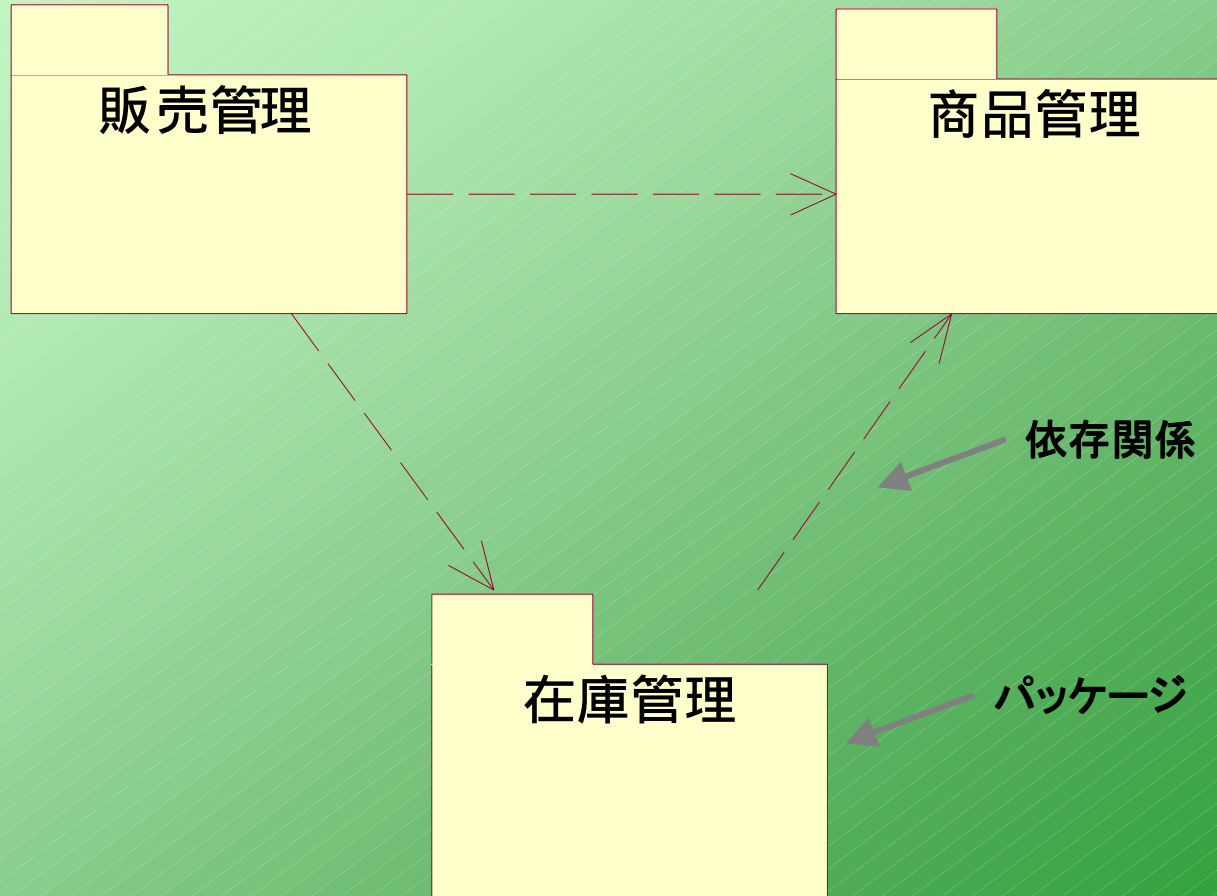 販売管理
商品管理
依存関係
在庫管理
パッケージ